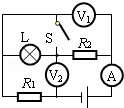 V₁
L S R₂
V₂ A
R₁